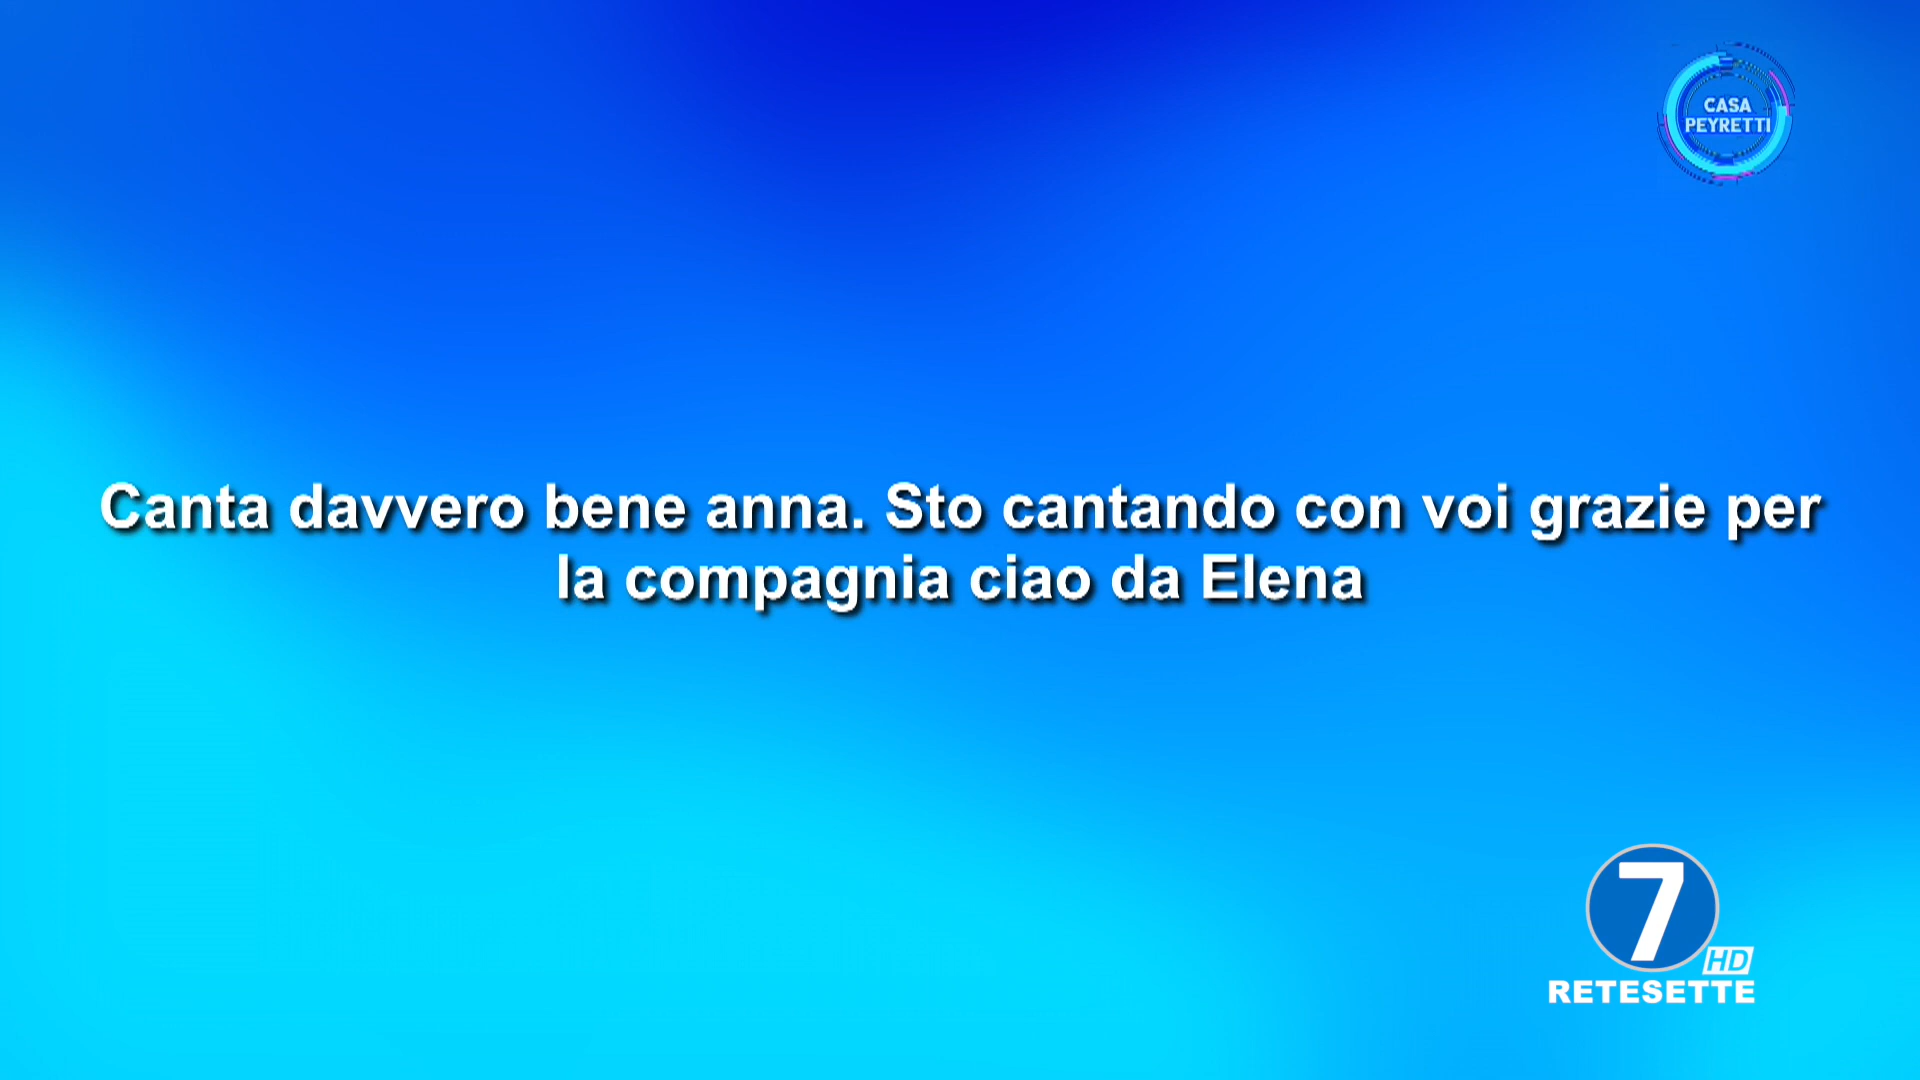 CASA
PEYRETTI
Canta davvero bene anna. Sto cantando con voi grazie per
la compagnia ciao da Elena
7
HD
RETESETTE